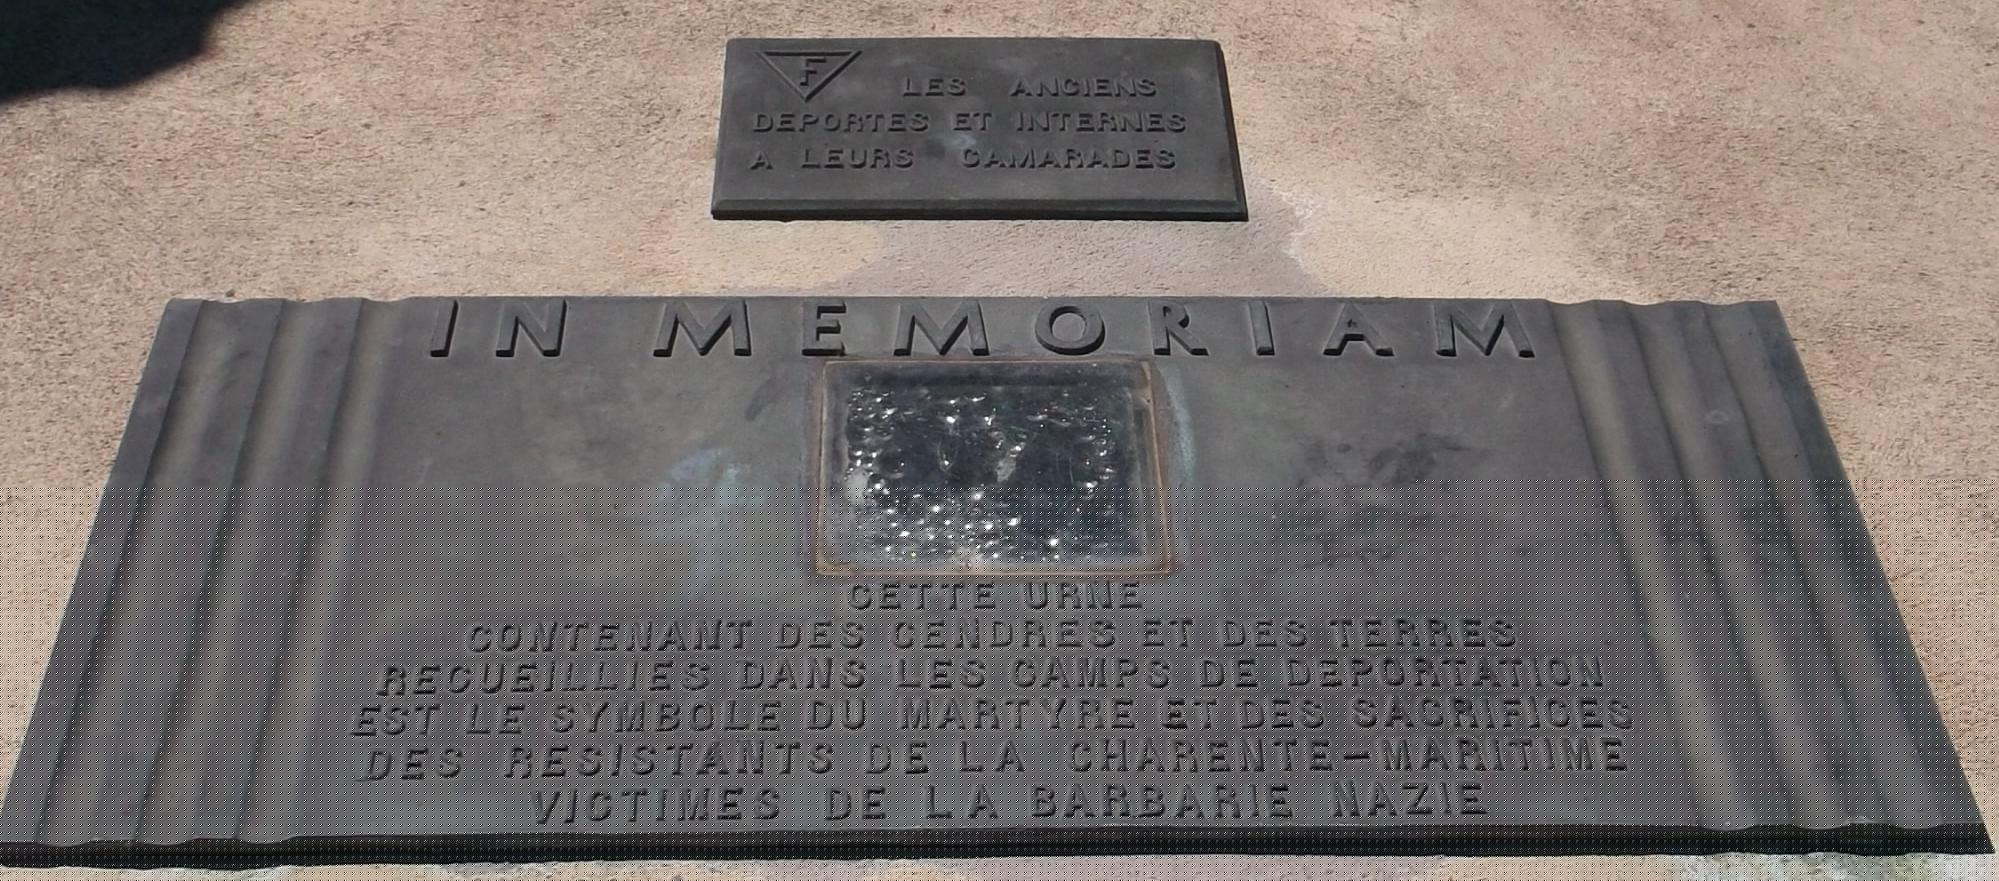 F LES ANCIENS
DEPORTES ET INTERNES
A LEURS CAMARADES
IN MEMORIAM
CETTE URNE
CONTENANT DES CENDRES ET DES TERRES
RECUEILLIES DANS LES CAMPS DE DEPORTATION
EST LE SYMBOLE DU MARTYRE ET DES SACRIFICES
DES RESISTANTS DE LA CHARENTE-MARITIME
VICTIMES DE LA BARBARIE NAZIE